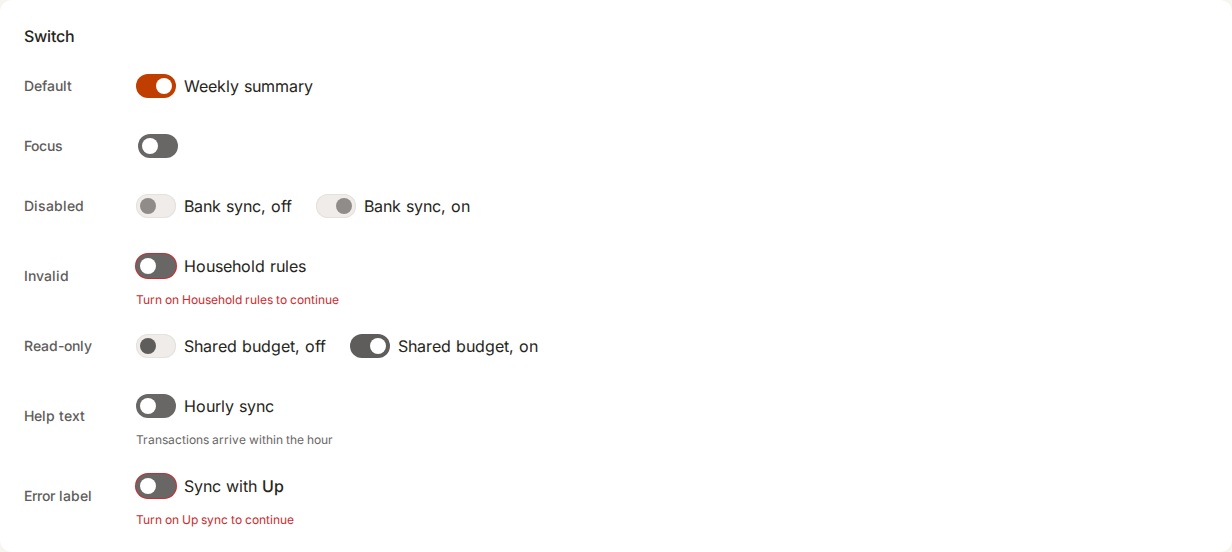 Switch
Default Weekly summary
Focus
Disabled Bank sync, off Bank sync, on
Invalid Household rules
Turn on Household rules to continue
Read-only Shared budget, off Shared budget, on
Help text Hourly sync
Transactions arrive within the hour
Error label Sync with Up
Turn on Up sync to continue